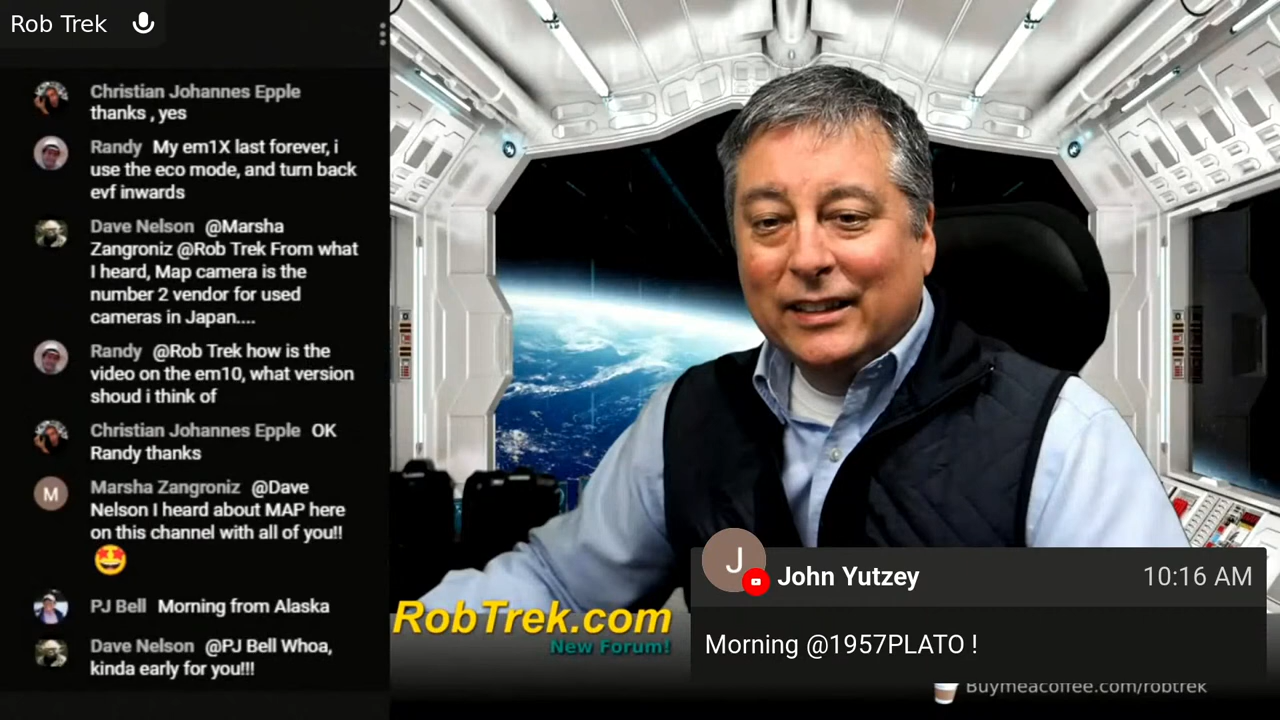 Rob Trek
Christian Johannes Epple
thanks , yes
Randy My em1X last forever, i
use the eco mode, and turn back
evf inwards
Dave Nelson @Marsha
Zangroniz @Rob Trek From what
I heard, Map camera is the
number 2 vendor for used
cameras in Japan....
Randy @Rob Trek how is the
video on the em10, what version
shoud i think of
Christian Johannes Epple OK
Randy thanks
M Marsha Zangroniz @Dave
Nelson I heard about MAP here
on this channel with all of you!!
🤩
PJ Bell Morning from Alaska
Dave Nelson @PJ Bell Whoa,
kinda early for you!!!
RobTrek.com
New Forum!
J John Yutzey 10:16 AM
Morning @1957PLATO !
Buymeacoffee.com/robtrek